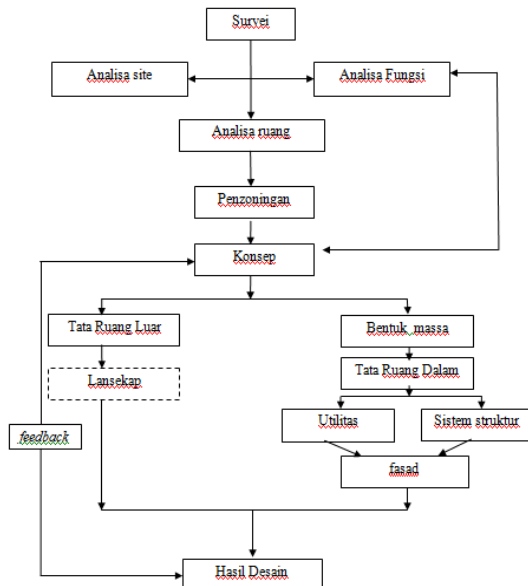 Survei
Analisa site
Analisa Fungsi
Analisa ruang
Penzoningan
Konsep
Tata Ruang Luar
Bentuk massa
Lansekap
Tata Ruang Dalam
Utilitas
Sistem struktur
feedback
fasad
Hasil Desain